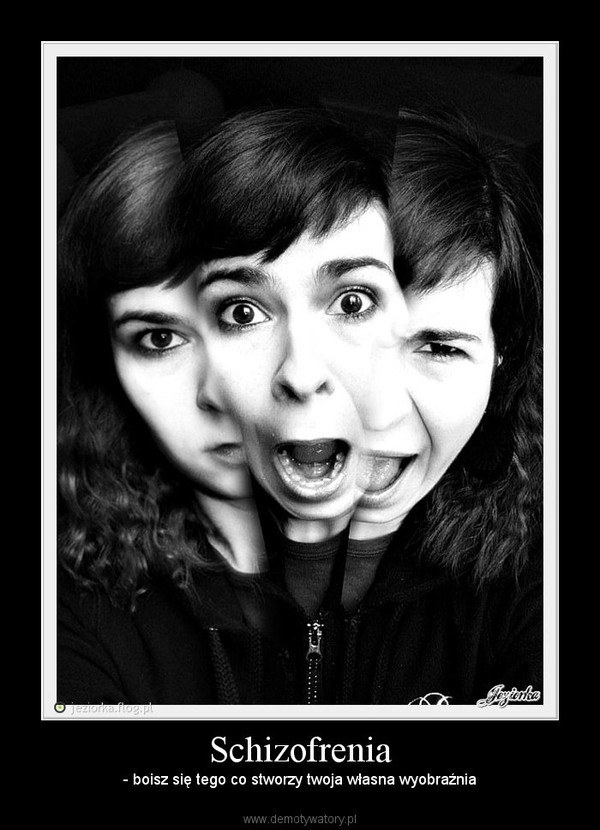 Jeziorka
jeziorka.flog.pl
Schizofrenia
- boisz się tego co stworzy twoja własna wyobraźnia
www.demotywatory.pl